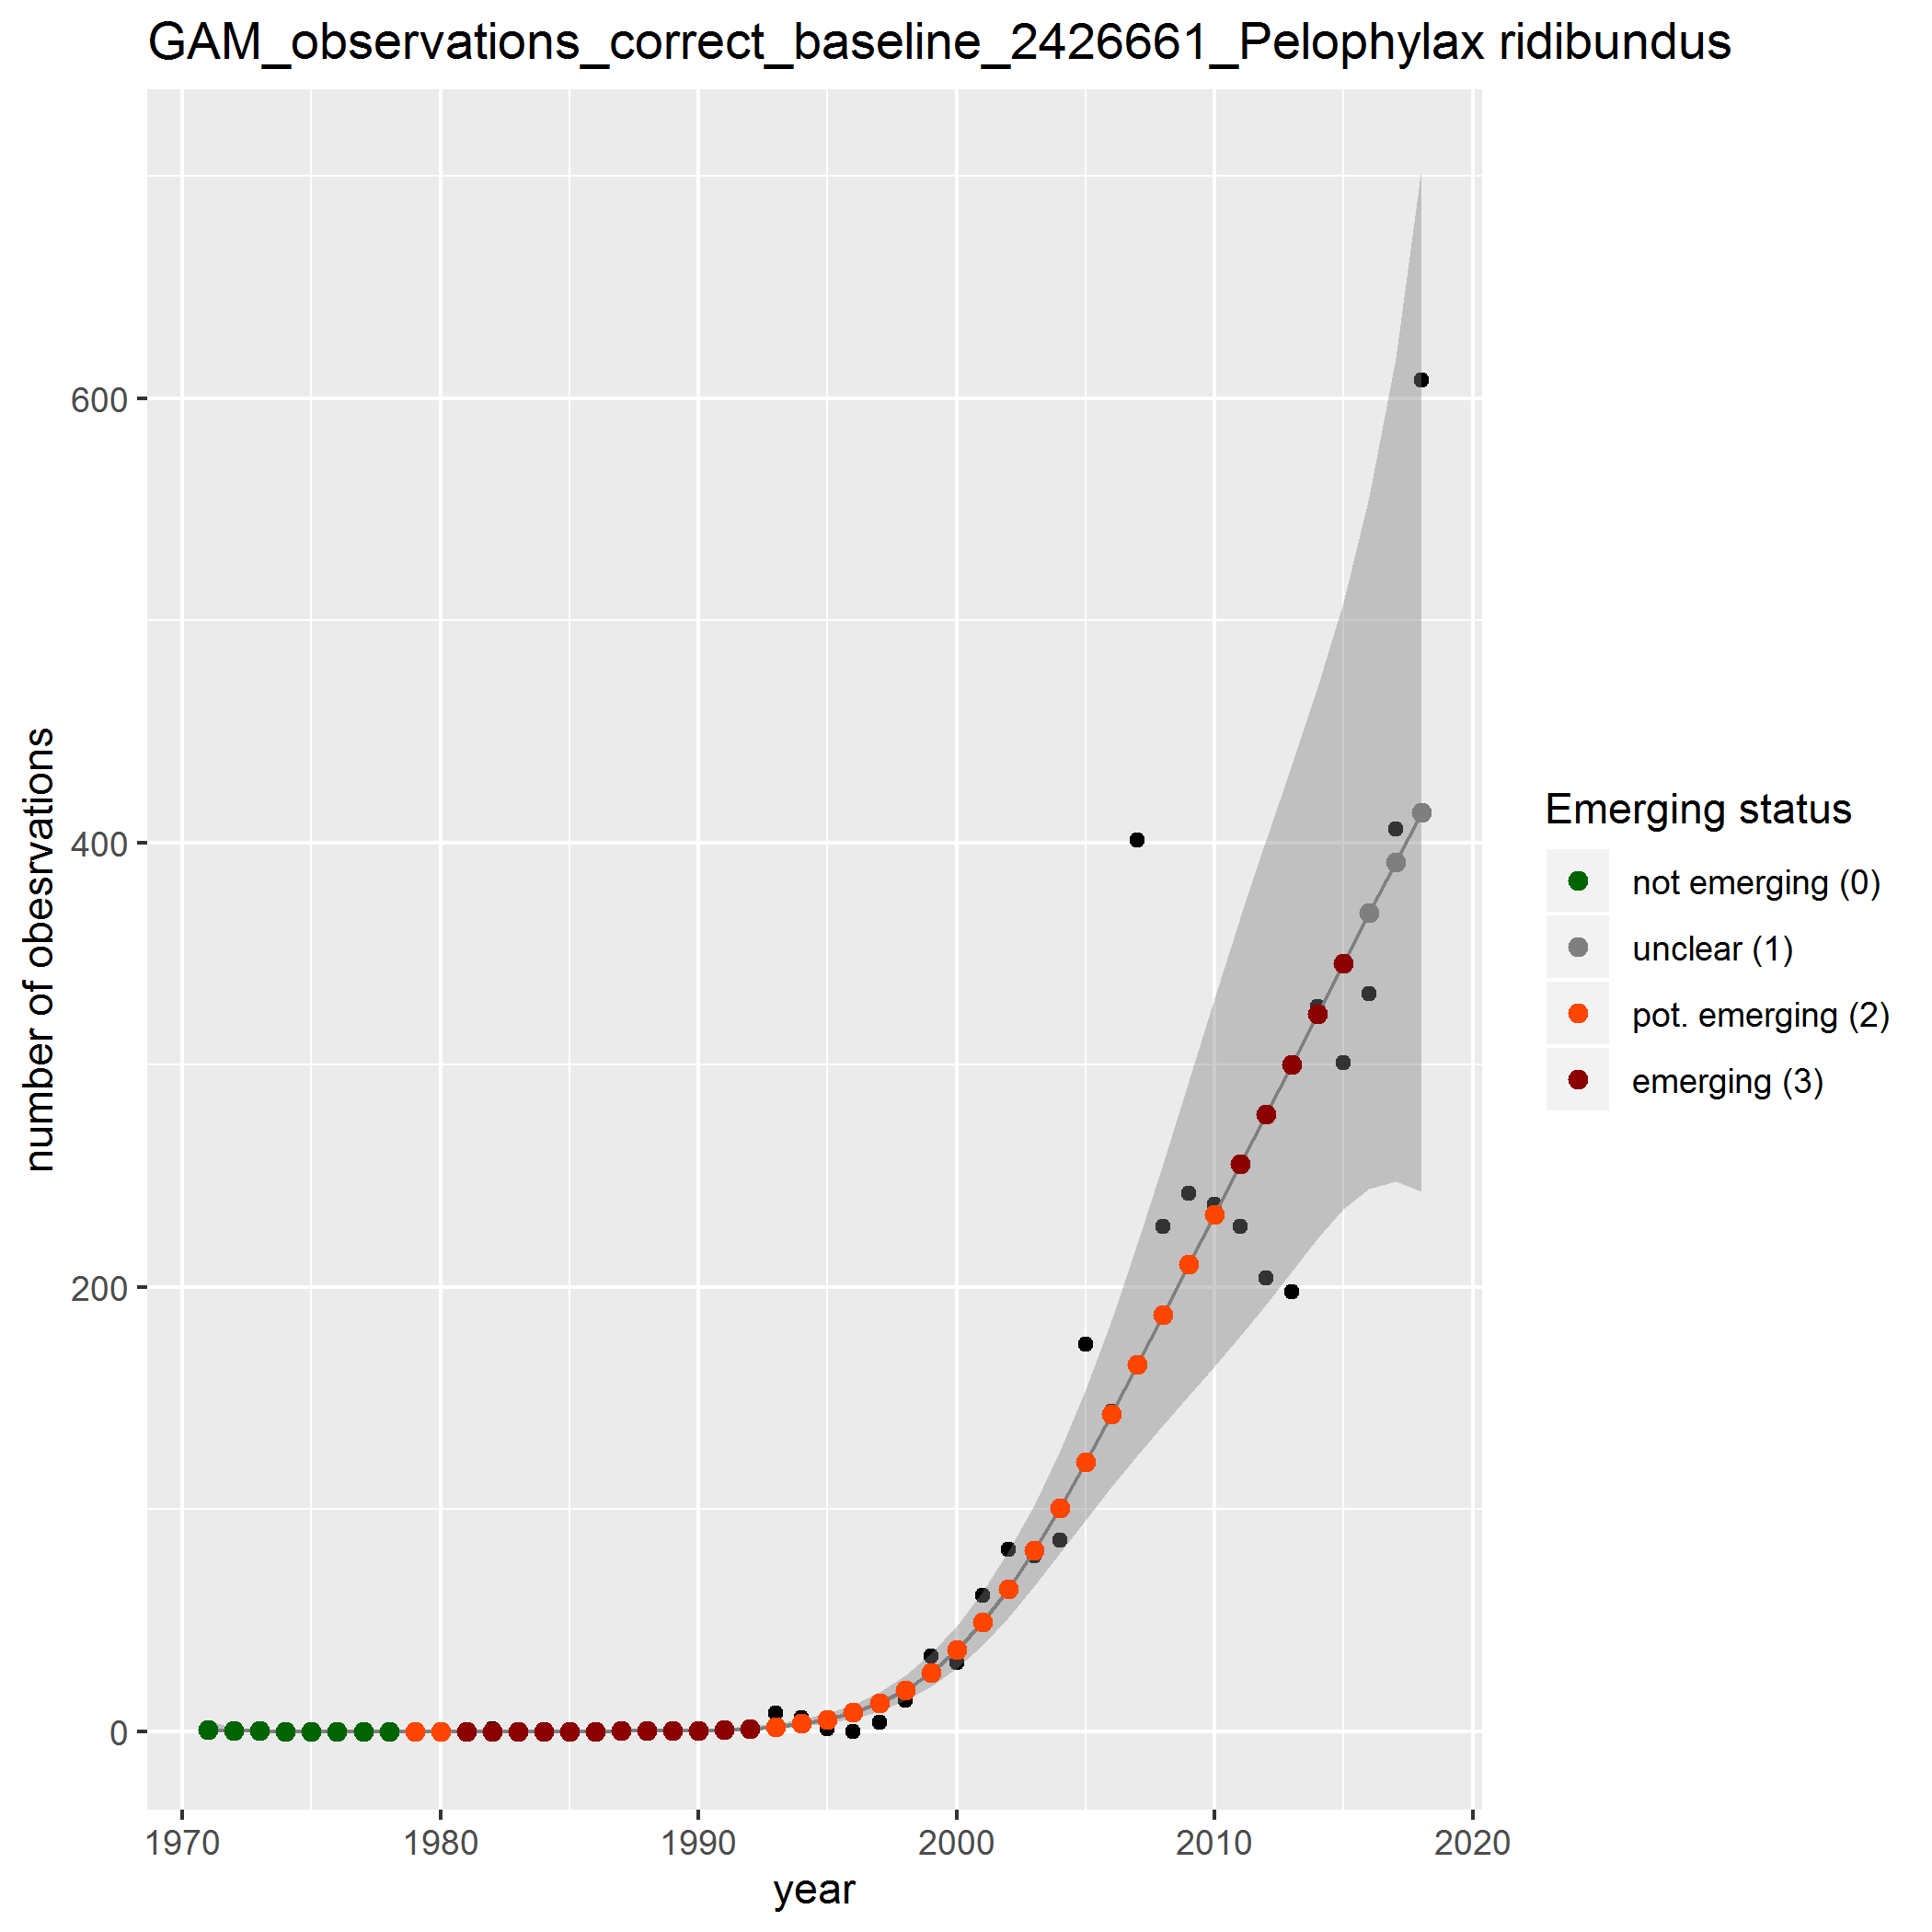 GAM_observations_correct_baseline_2426661_Pelophylax ridibundus
number of obesrvations
600
400
200
0
1970 1980 1990 2000 2010 2020
year
Emerging status
not emerging (0)
unclear (1)
pot. emerging (2)
emerging (3)